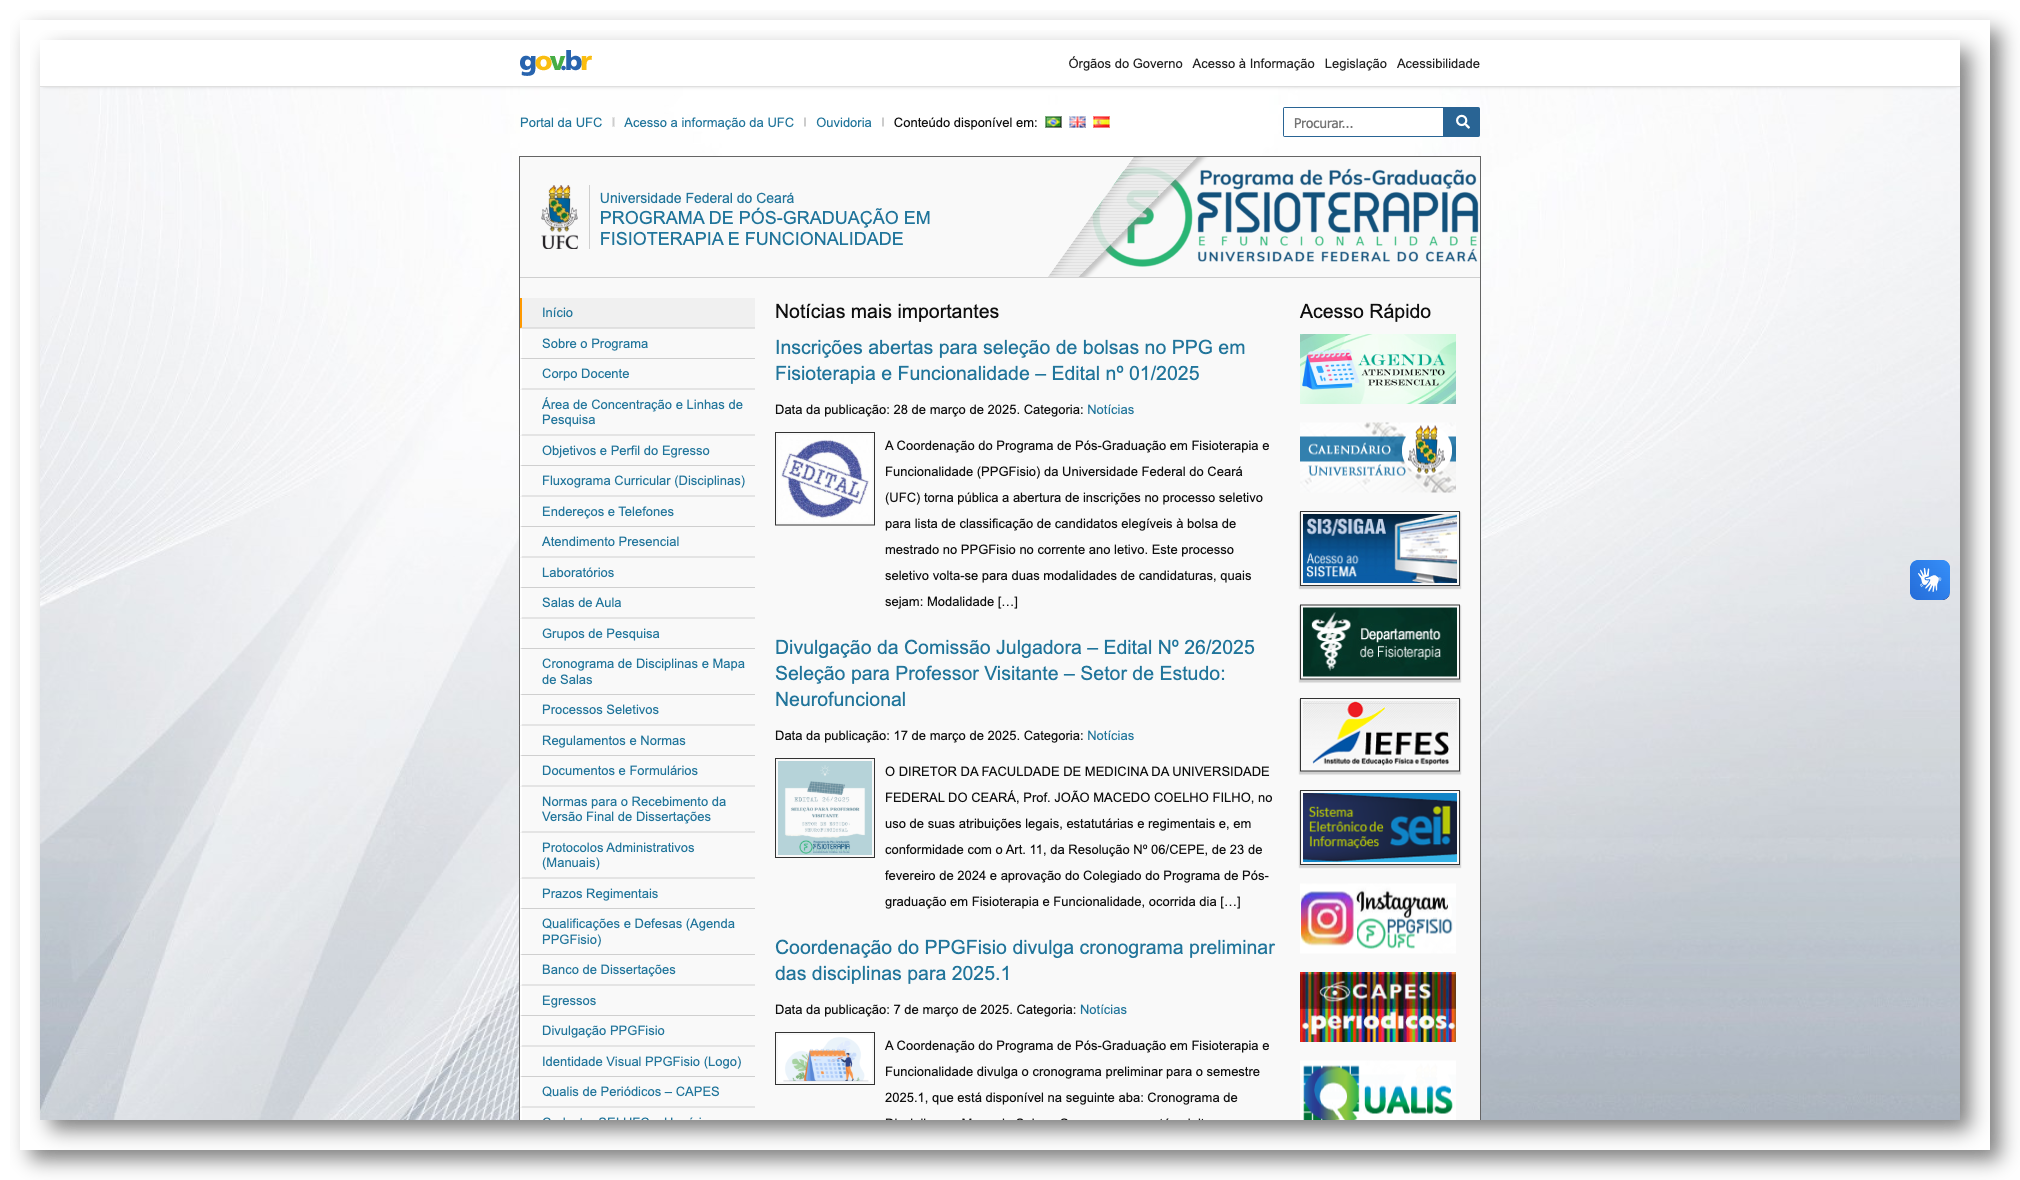 gov.br
Órgãos do Governo Acesso à Informação Legislação Acessibilidade
Portal da UFC | Acesso a informação da UFC | Ouvidoria | Conteúdo disponível em:
Procurar...
UFC
Universidade Federal do Ceará
PROGRAMA DE PÓS-GRADUAÇÃO EM
FISIOTERAPIA E FUNCIONALIDADE
Programa de Pós-Graduação
FISIOTERAPIA
E FUNCIONALIDADE
UNIVERSIDADE FEDERAL DO CEARÁ
Início
Sobre o Programa
Corpo Docente
Área de Concentração e Linhas de
Pesquisa
Objetivos e Perfil do Egresso
Fluxograma Curricular (Disciplinas)
Endereços e Telefones
Atendimento Presencial
Laboratórios
Salas de Aula
Grupos de Pesquisa
Cronograma de Disciplinas e Mapa
de Salas
Processos Seletivos
Regulamentos e Normas
Documentos e Formulários
Normas para o Recebimento da
Versão Final de Dissertações
Protocolos Administrativos
(Manuais)
Prazos Regimentais
Qualificações e Defesas (Agenda
PPGFisio)
Banco de Dissertações
Egressos
Divulgação PPGFisio
Identidade Visual PPGFisio (Logo)
Qualis de Periódicos – CAPES
Notícias mais importantes
Inscrições abertas para seleção de bolsas no PPG em
Fisioterapia e Funcionalidade – Edital nº 01/2025
Data da publicação: 28 de março de 2025. Categoria: Notícias
EDITAL
A Coordenação do Programa de Pós-Graduação em Fisioterapia e
Funcionalidade (PPGFisio) da Universidade Federal do Ceará
(UFC) torna pública a abertura de inscrições no processo seletivo
para lista de classificação de candidatos elegíveis à bolsa de
mestrado no PPGFisio no corrente ano letivo. Este processo
seletivo volta-se para duas modalidades de candidaturas, quais
sejam: Modalidade […]
Divulgação da Comissão Julgadora – Edital Nº 26/2025
Seleção para Professor Visitante – Setor de Estudo:
Neurofuncional
Data da publicação: 17 de março de 2025. Categoria: Notícias
EDITAL 26/2025
SELEÇÃO PARA PROFESSOR
VISITANTE
SETOR DE ESTUDO:
NEUROFUNCIONAL
FISIOTERAPIA
O DIRETOR DA FACULDADE DE MEDICINA DA UNIVERSIDADE
FEDERAL DO CEARÁ, Prof. JOÃO MACEDO COELHO FILHO, no
uso de suas atribuições legais, estatutárias e regimentais e, em
conformidade com o Art. 11, da Resolução Nº 06/CEPE, de 23 de
fevereiro de 2024 e aprovação do Colegiado do Programa de Pós-
graduação em Fisioterapia e Funcionalidade, ocorrida dia […]
Coordenação do PPGFisio divulga cronograma preliminar
das disciplinas para 2025.1
Data da publicação: 7 de março de 2025. Categoria: Notícias
A Coordenação do Programa de Pós-Graduação em Fisioterapia e
Funcionalidade divulga o cronograma preliminar para o semestre
2025.1, que está disponível na seguinte aba: Cronograma de
Acesso Rápido
AGENDA
ATENDIMENTO
PRESENCIAL
CALENDÁRIO
UNIVERSITÁRIO
SI3/SIGAA
Acesso ao
SISTEMA
Departamento
de Fisioterapia
IEFES
Instituto de Educação Física e Esportes
Sistema
Eletrônico de
Informações
sei!
Instagram
PPGFISIO
UFC
CAPES
.periodicos.
QUALIS